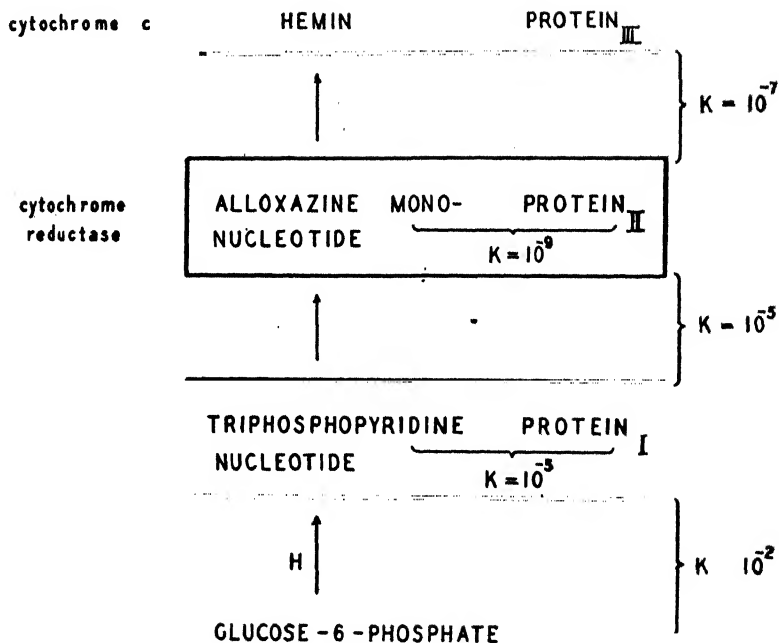 cytochrome c HEMIN PROTEIN III
K = 10^-7
cytochrome reductase
ALLOXAZINE MONO- PROTEIN II
NUCLEOTIDE
K = 10^-9
K = 10^-5
TRIPHOSPHOPYRIDINE PROTEIN I
NUCLEOTIDE
K = 10^-5
H
K 10^-2
GLUCOSE-6-PHOSPHATE